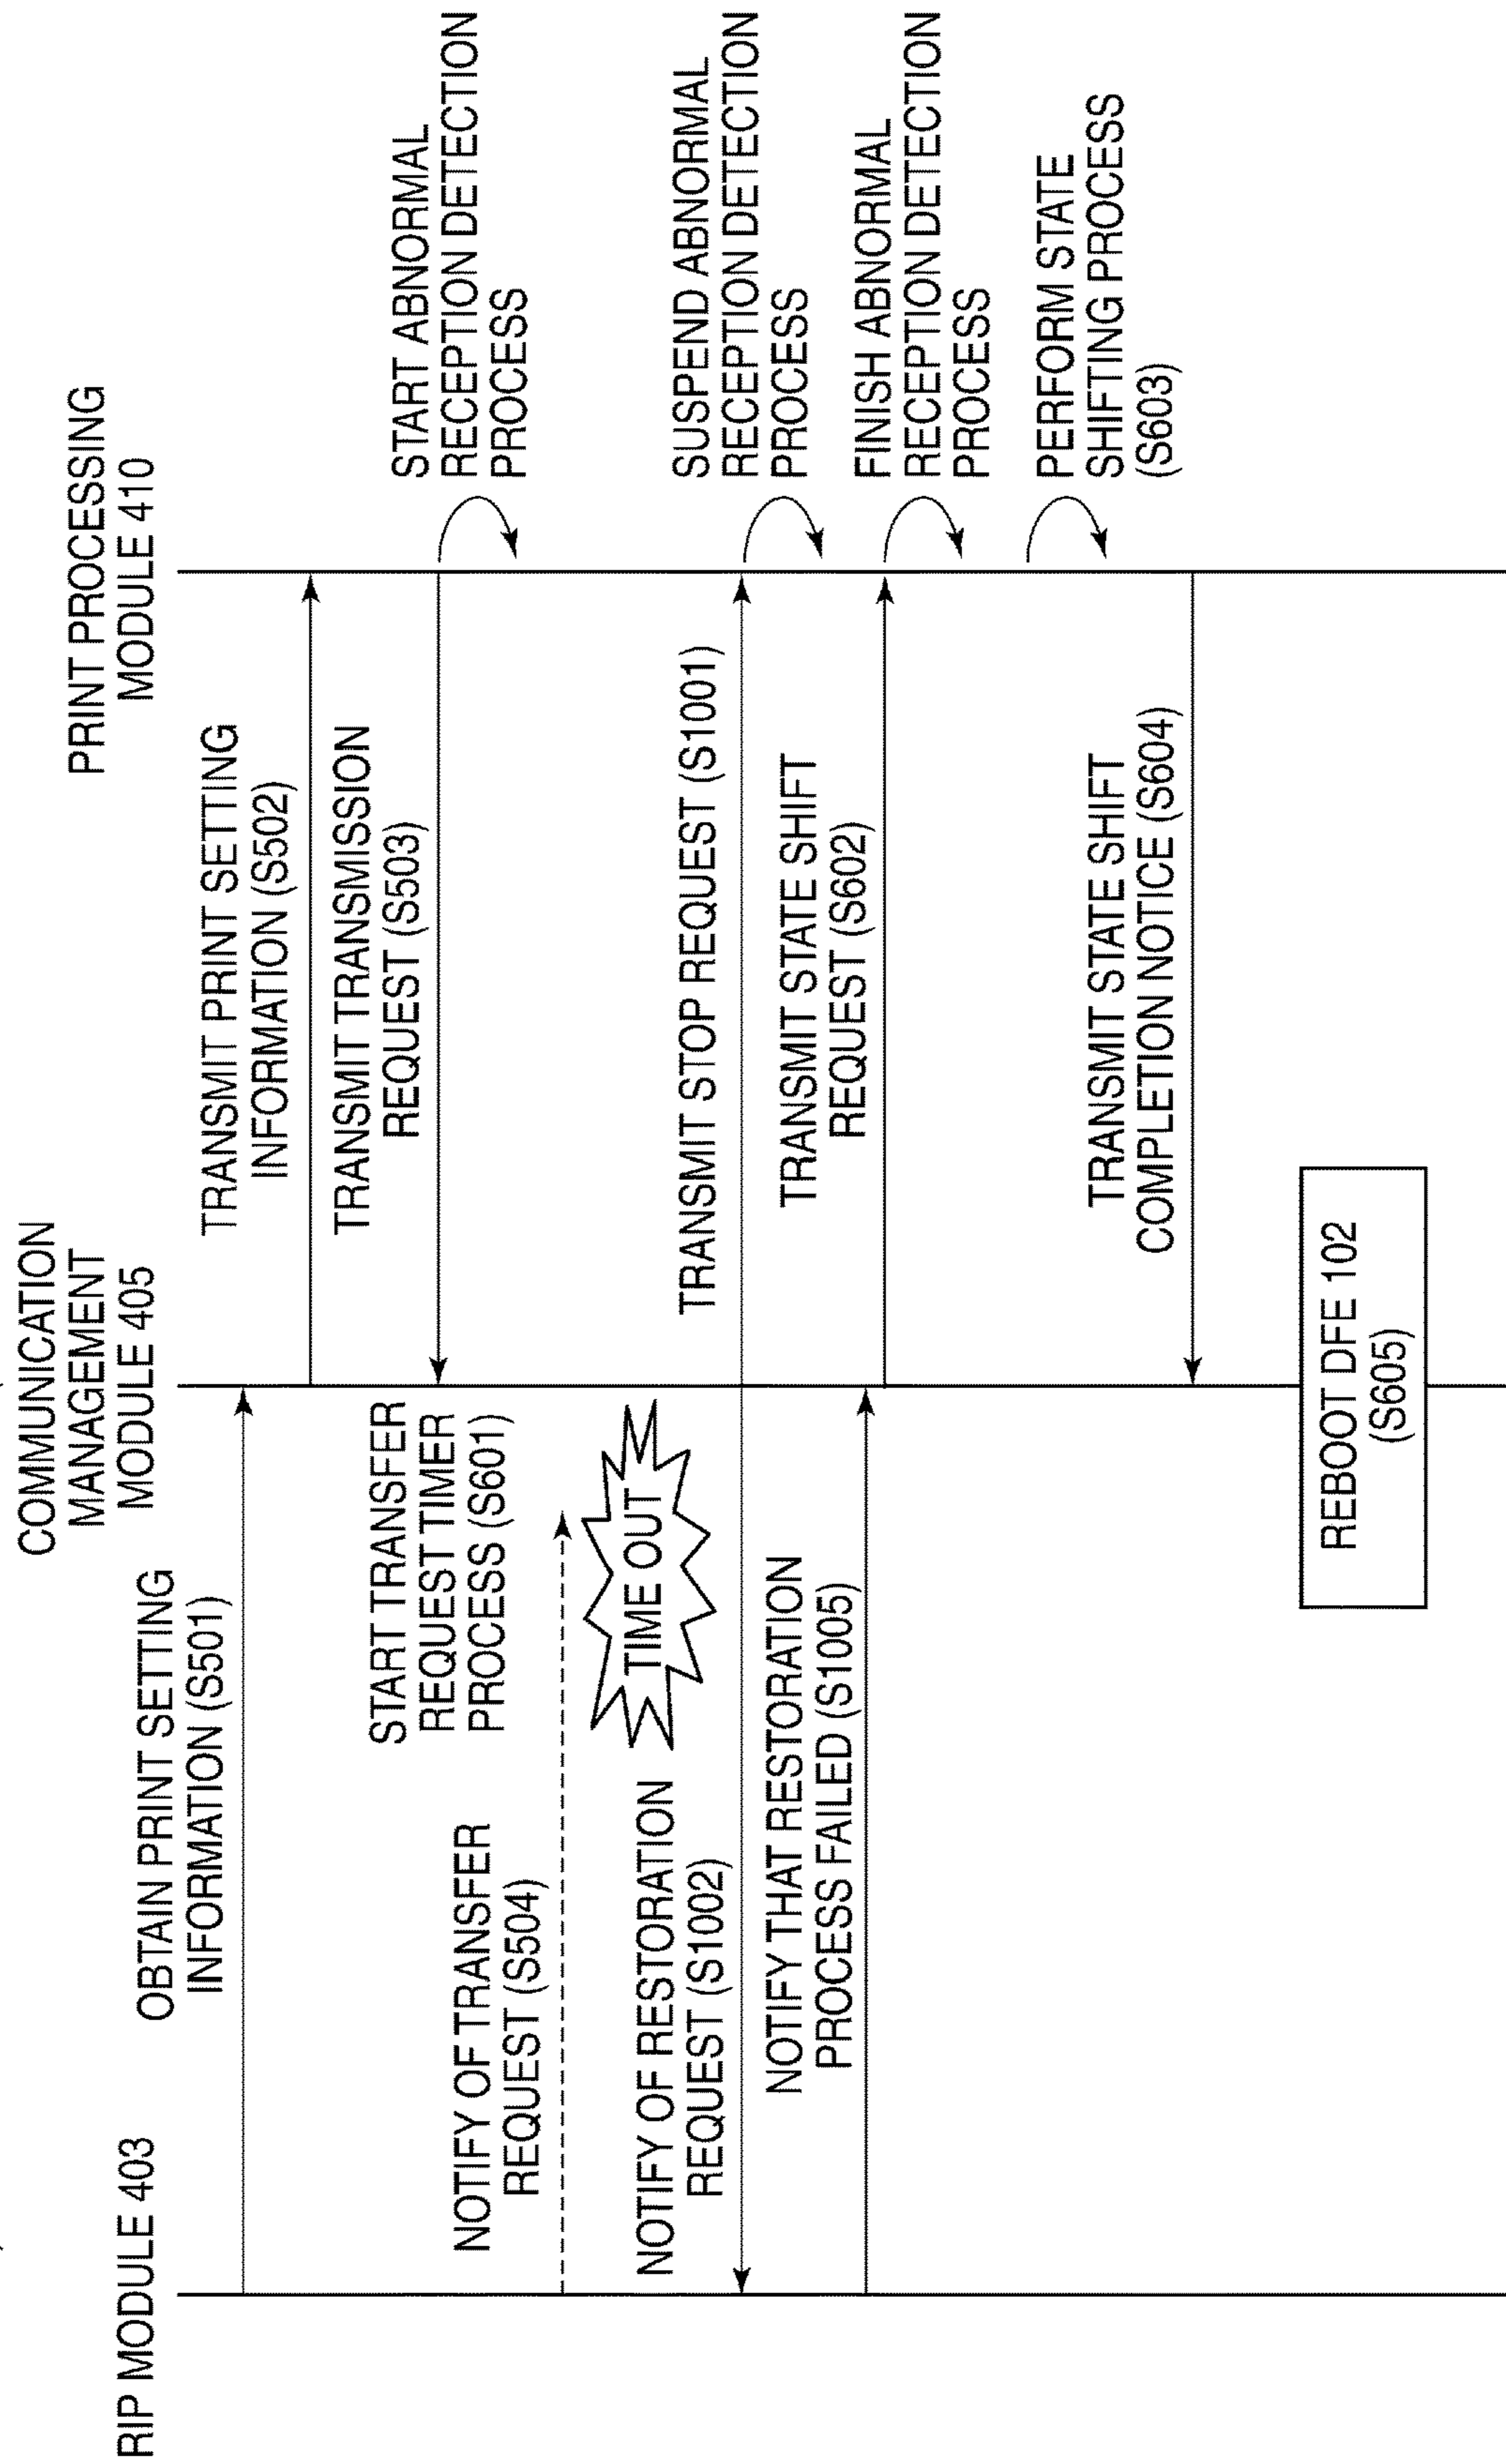 RIP MODULE 403
COMMUNICATION
MANAGEMENT
MODULE 405
PRINT PROCESSING
MODULE 410
OBTAIN PRINT SETTING
INFORMATION (S501)
TRANSMIT PRINT SETTING
INFORMATION (S502)
TRANSMIT TRANSMISSION
REQUEST (S503)
START ABNORMAL
RECEPTION DETECTION
PROCESS
START TRANSFER
REQUEST TIMER
PROCESS (S601)
NOTIFY OF TRANSFER
REQUEST (S504)
TIME OUT
NOTIFY OF RESTORATION
REQUEST (S1002)
TRANSMIT STOP REQUEST (S1001)
SUSPEND ABNORMAL
RECEPTION DETECTION
PROCESS
NOTIFY THAT RESTORATION
PROCESS FAILED (S1005)
TRANSMIT STATE SHIFT
REQUEST (S602)
FINISH ABNORMAL
RECEPTION DETECTION
PROCESS
PERFORM STATE
SHIFTING PROCESS
(S603)
TRANSMIT STATE SHIFT
COMPLETION NOTICE (S604)
REBOOT DFE 102
(S605)